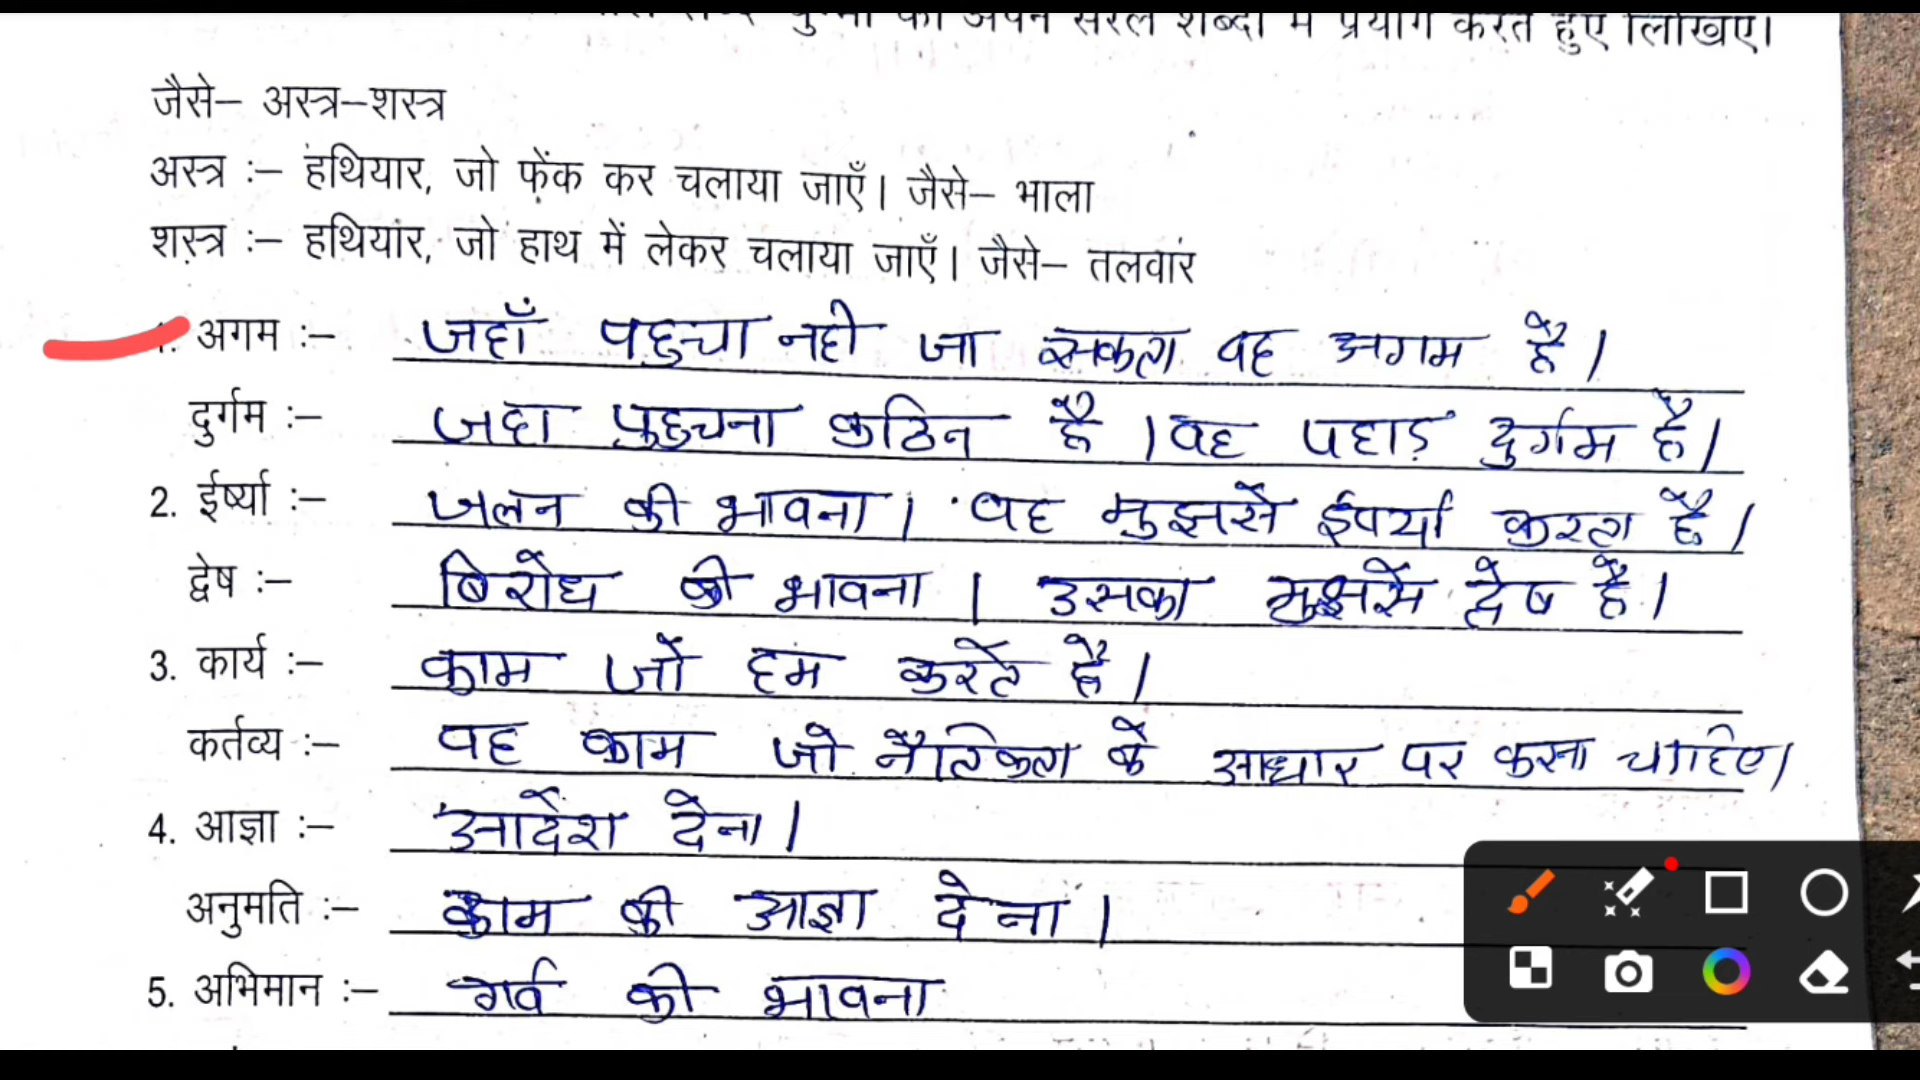 शब्दों में प्रयोग करते हुए लिखिए।
जैसे– अस्त्र–शस्त्र
अस्त्र :– हथियार, जो फ़ेंक कर चलाया जाएँ। जैसे– भाला
शस्त्र :– हथियार, जो हाथ में लेकर चलाया जाएँ। जैसे– तलवार
अगम :– जहाँ पहुचा नही जा सकता वह अगम है।
दुर्गम :– जहा पहुचना कठिन है। वह पहाड़ दुर्गम है।
2. ईर्ष्या :– जलन की भावना। वह मुझसे ईर्ष्या करता है।
द्वेष :– बिरोध की भावना। उसका मुझसे द्वेष है।
3. कार्य :– काम जो हम करते है।
कर्तव्य :– वह काम जो नैतिकता के आधार पर करना चाहिए।
4. आज्ञा :– आदेश देना।
अनुमति :– काम की आज्ञा देना।
5. अभिमान :– गर्व की भावना